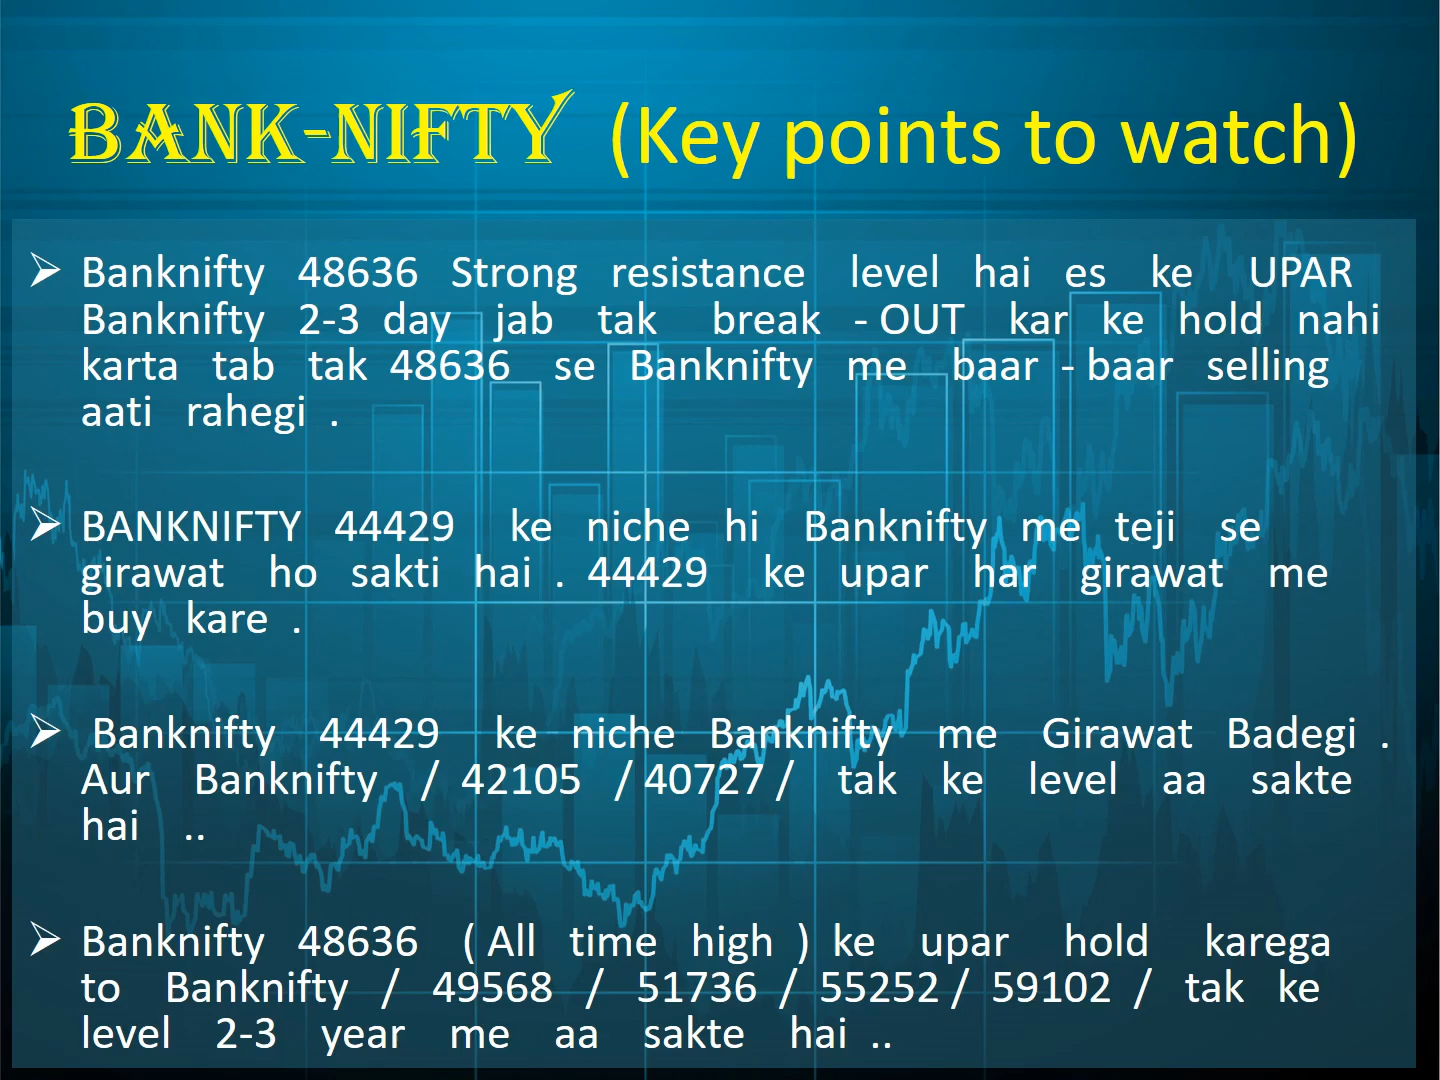 BANK-NIFTY (Key points to watch)
➢ Banknifty 48636 Strong resistance level hai es ke UPAR
Banknifty 2-3 day jab tak break - OUT kar ke hold nahi
karta tab tak 48636 se Banknifty me baar - baar selling
aati rahegi .
➢ BANKNIFTY 44429 ke niche hi Banknifty me teji se
girawat ho sakti hai . 44429 ke upar har girawat me
buy kare .
➢ Banknifty 44429 ke niche Banknifty me Girawat Badegi .
Aur Banknifty / 42105 / 40727 / tak ke level aa sakte
hai ..
➢ Banknifty 48636 ( All time high ) ke upar hold karega
to Banknifty / 49568 / 51736 / 55252 / 59102 / tak ke
level 2-3 year me aa sakte hai ..